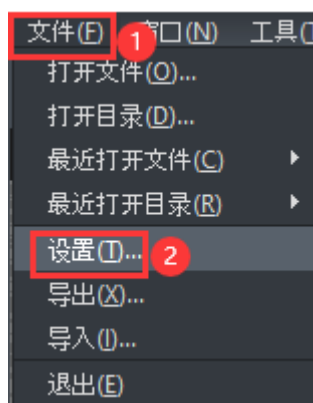 文件(F) 1 窗口(N) 工具(T
打开文件(O)...
打开目录(D)...
最近打开文件(C)
最近打开目录(R)
设置(T)... 2
导出(X)...
导入(I)...
退出(E)